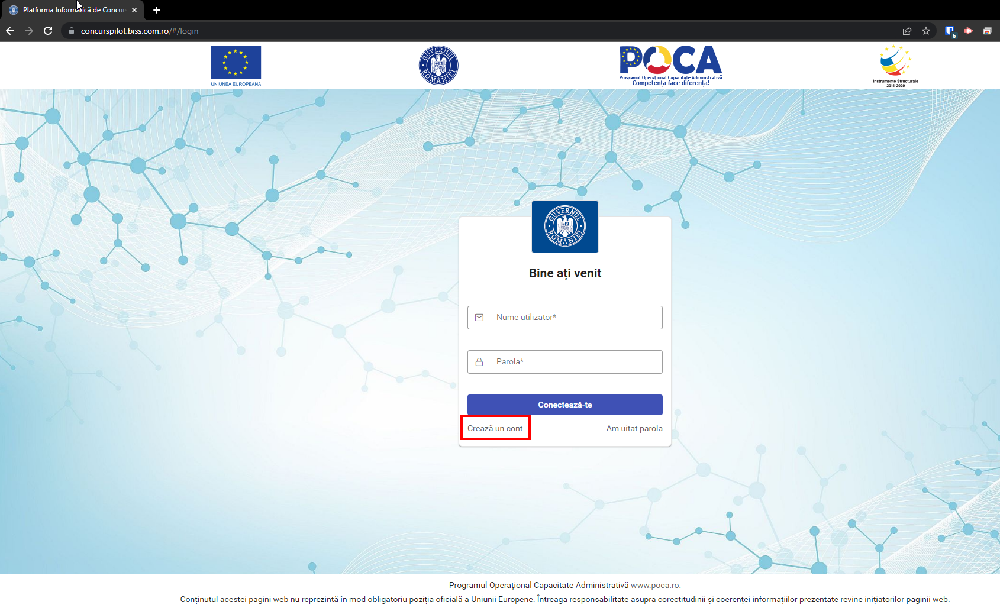 Platforma Informatică de Concur
concurspilot.biss.com.ro/#/login
6
UNIUNEA EUROPEANĂ
GUVERNUL ROMÂNIEI
POCA
Programul Operațional Capacitate Administrativă
Competența face diferența!
Instrumente Structurale
2014-2020
GUVERNUL ROMÂNIEI
Bine ați venit
Nume utilizator*
Parola*
Conectează-te
Crează un cont
Am uitat parola
Programul Operațional Capacitate Administrativă www.poca.ro.
Conținutul acestei pagini web nu reprezintă în mod obligatoriu poziția oficială a Uniunii Europene. Întreaga responsabilitate asupra corectitudinii și coerenței informațiilor prezentate revine inițiatorilor paginii web.